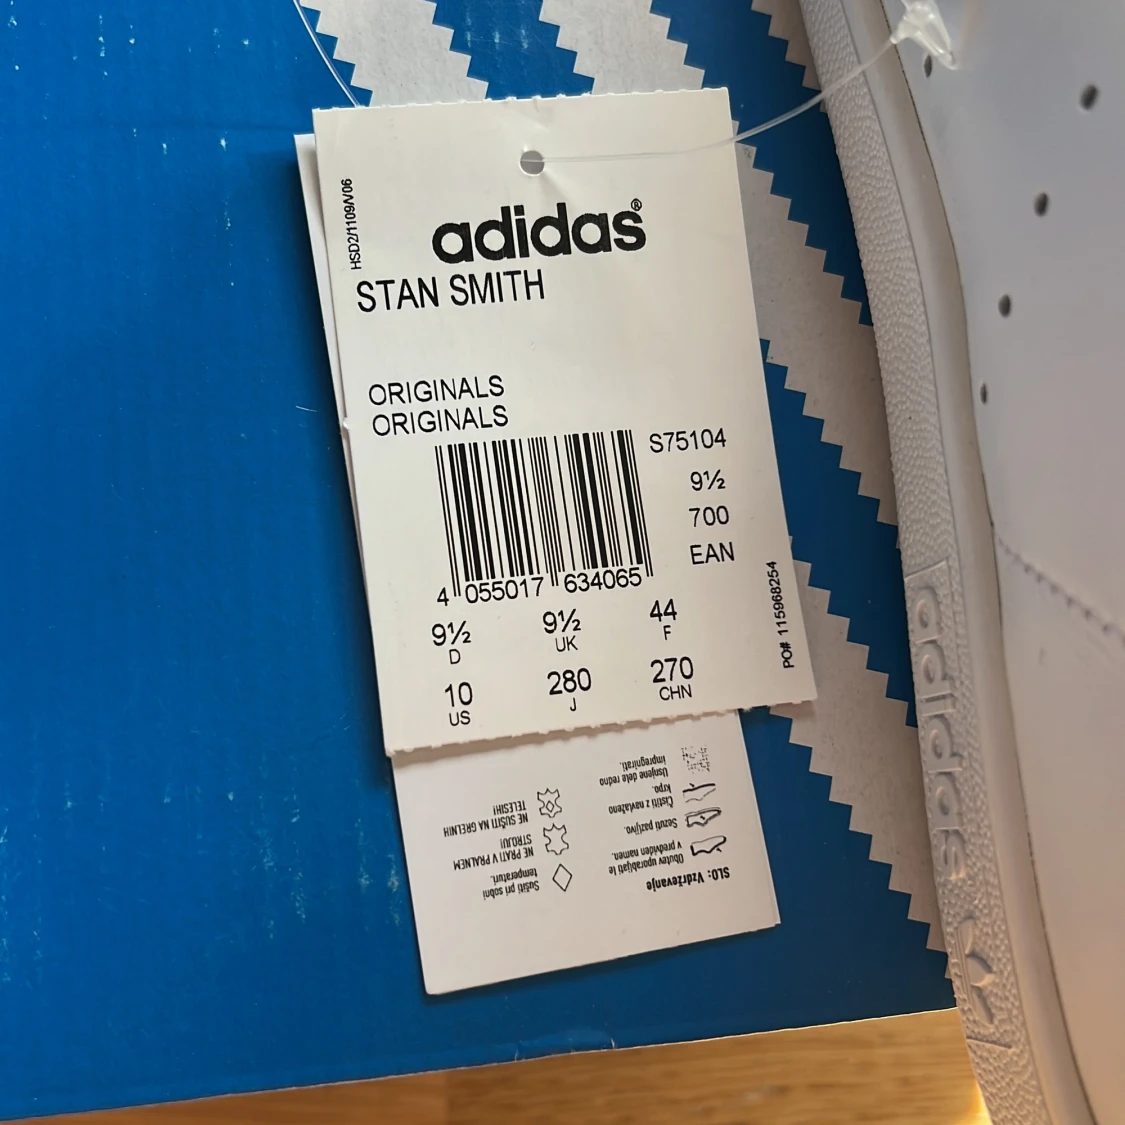 HSD2/1109/V06
adidas®
STAN SMITH
ORIGINALS
ORIGINALS
S75104
9½
700
EAN
4 055017 634065
9½ 9½ 44
D UK F
10 280 270
US J CHN
PO# 115968254
SLO: Vzdrževanje
Obutev uporabljati le
v predviden namen.
Sezuti pazljivo.
Čistiti z navlaženo
krpo.
Usnjene dele redno
impregnirati.
Sušiti pri sobni
temperaturi.
NE PRATI V PRALNEM
STROJU!
NE SUŠITI NA GRELNIH
TELESIH!
adidas